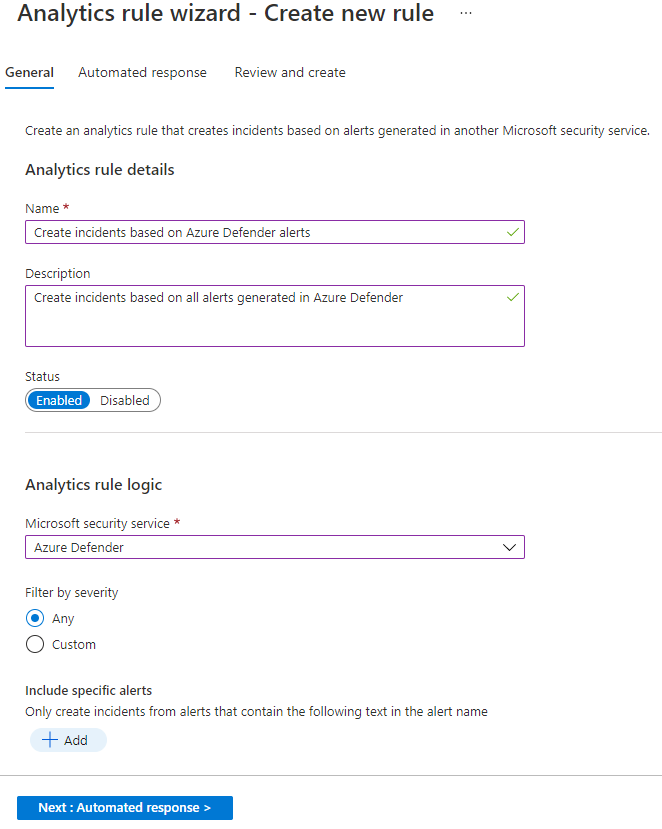 Analytics rule wizard - Create new rule ...
General Automated response Review and create
Create an analytics rule that creates incidents based on alerts generated in another Microsoft security service.
Analytics rule details
Name *
Create incidents based on Azure Defender alerts
Description
Create incidents based on all alerts generated in Azure Defender
Status
Enabled Disabled
Analytics rule logic
Microsoft security service *
Azure Defender
Filter by severity
Any
Custom
Include specific alerts
Only create incidents from alerts that contain the following text in the alert name
+ Add
Next : Automated response >